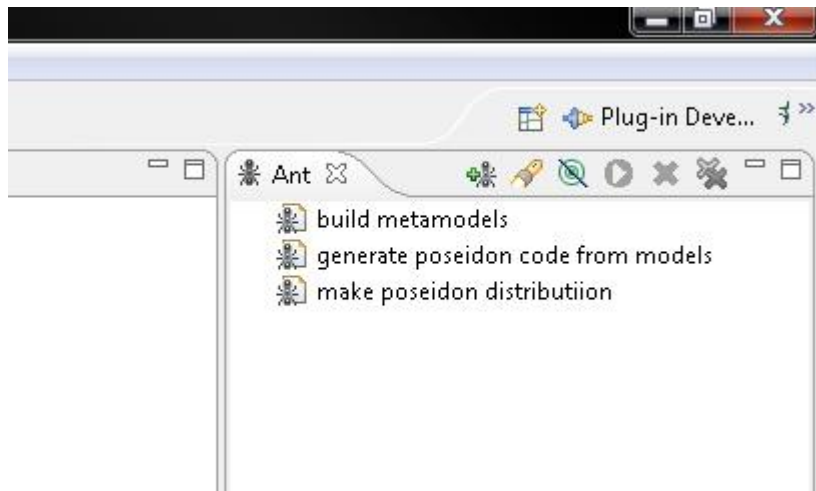 Plug-in Deve...
Ant
build metamodels
generate poseidon code from models
make poseidon distributiion